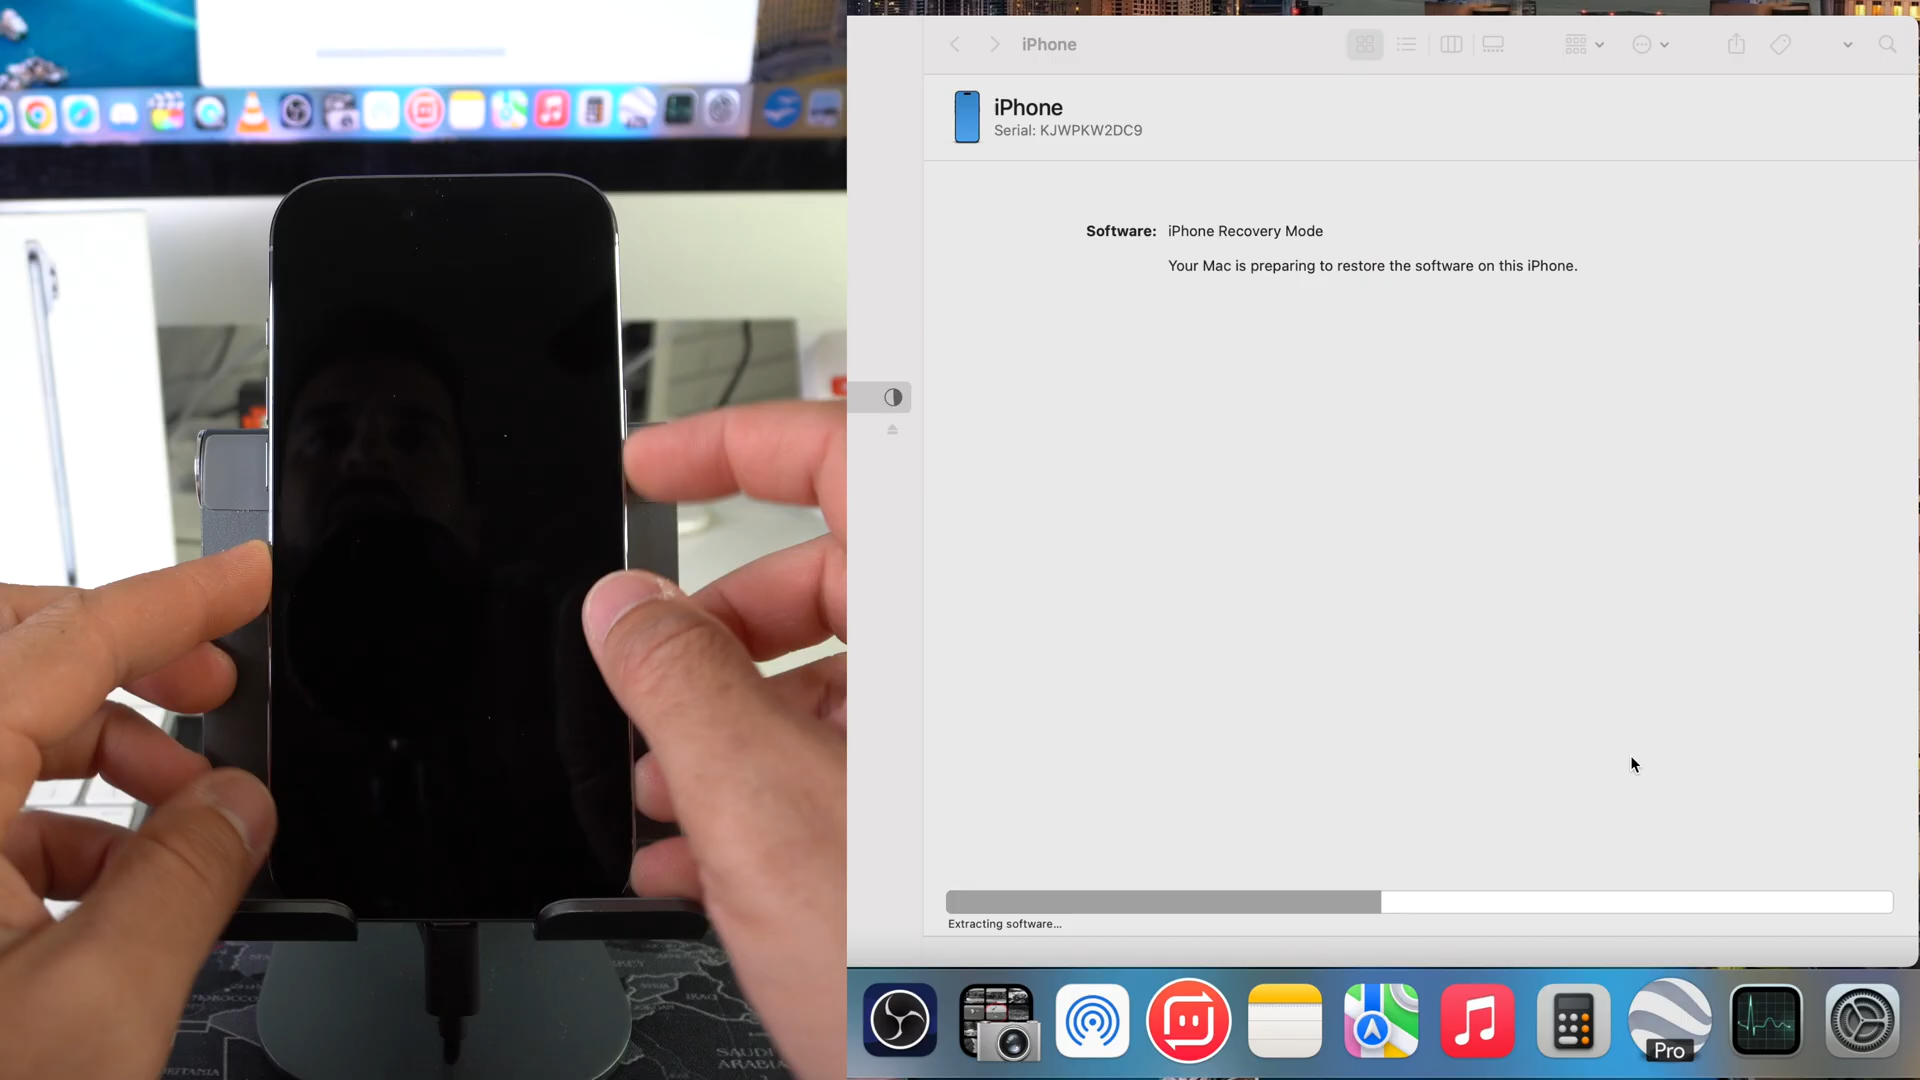 iPhone
iPhone
Serial: KJWPKW2DC9
Software: iPhone Recovery Mode
Your Mac is preparing to restore the software on this iPhone.
Extracting software...
Pro
SAUDI